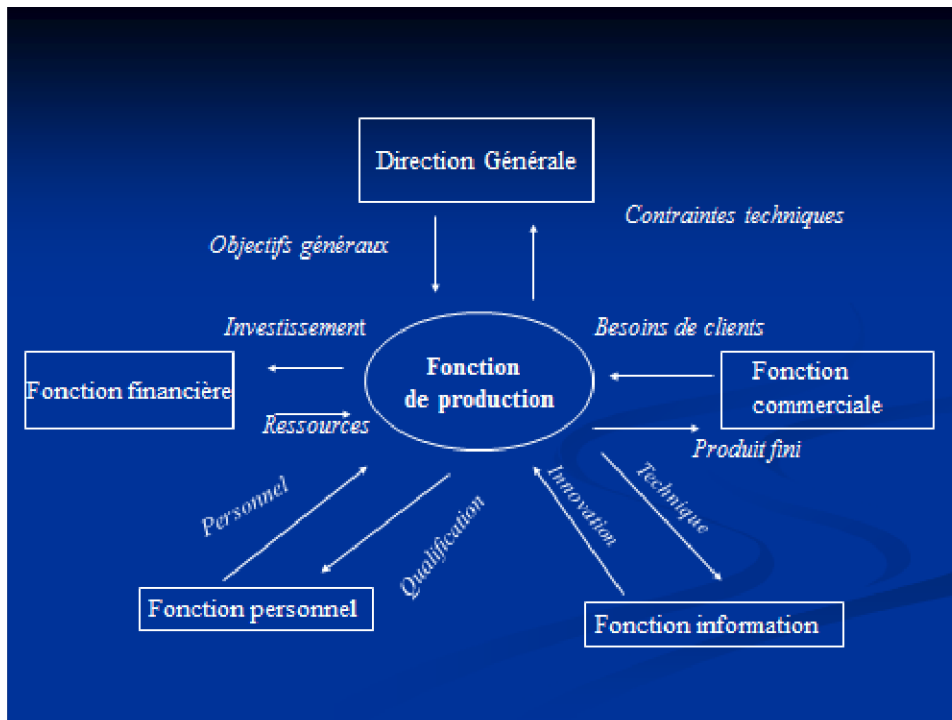 Direction Générale
Contraintes techniques
Objectifs généraux
Investissement
Besoins de clients
Fonction
de production
Fonction financière
Fonction
commerciale
Ressources
Produit fini
Personnel
Qualification
Innovation
Technique
Fonction personnel
Fonction information